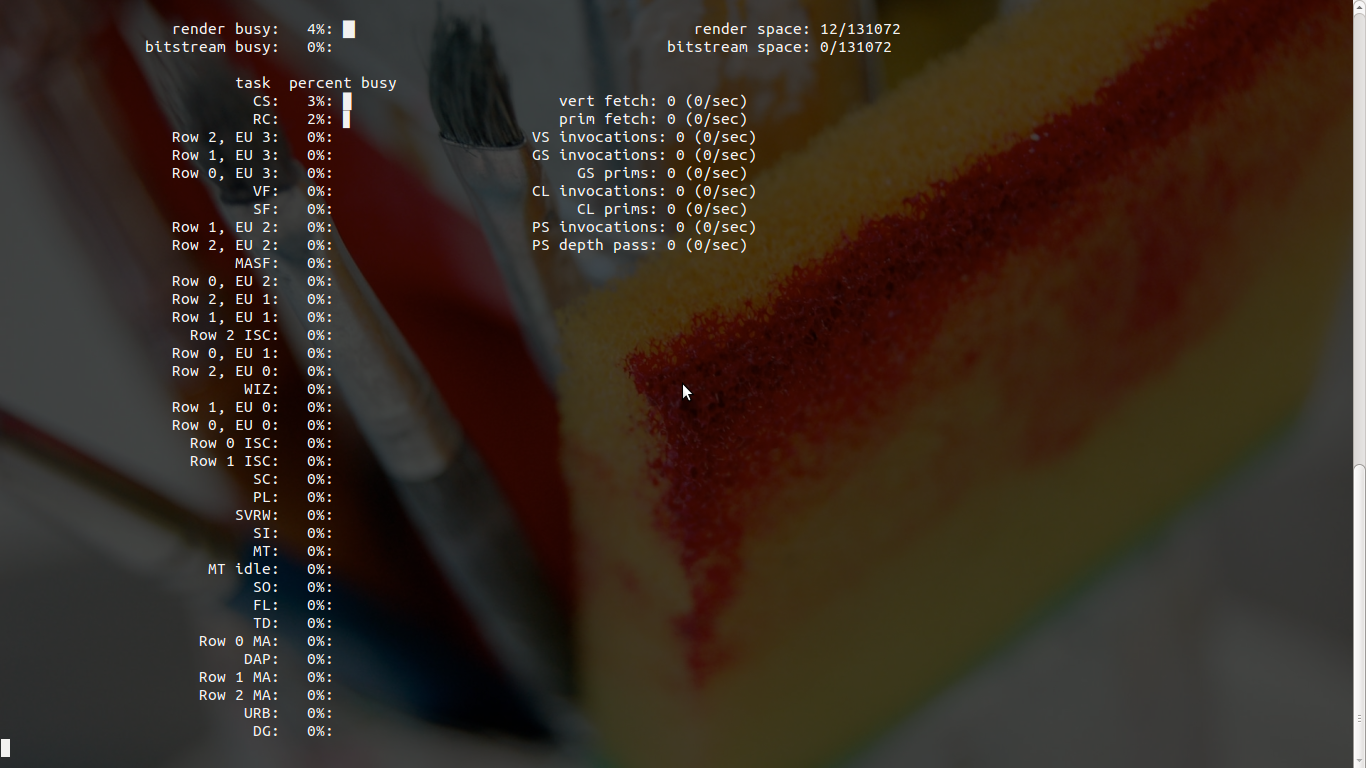 render busy: 4%: render space: 12/131072
bitstream busy: 0%: bitstream space: 0/131072
task percent busy
CS: 3%: vert fetch: 0 (0/sec)
RC: 2%: prim fetch: 0 (0/sec)
Row 2, EU 3: 0%: VS invocations: 0 (0/sec)
Row 1, EU 3: 0%: GS invocations: 0 (0/sec)
Row 0, EU 3: 0%: GS prims: 0 (0/sec)
VF: 0%: CL invocations: 0 (0/sec)
SF: 0%: CL prims: 0 (0/sec)
Row 1, EU 2: 0%: PS invocations: 0 (0/sec)
Row 2, EU 2: 0%: PS depth pass: 0 (0/sec)
MASF: 0%:
Row 0, EU 2: 0%:
Row 2, EU 1: 0%:
Row 1, EU 1: 0%:
Row 2 ISC: 0%:
Row 0, EU 1: 0%:
Row 2, EU 0: 0%:
WIZ: 0%:
Row 1, EU 0: 0%:
Row 0, EU 0: 0%:
Row 0 ISC: 0%:
Row 1 ISC: 0%:
SC: 0%:
PL: 0%:
SVRW: 0%:
SI: 0%:
MT: 0%:
MT idle: 0%:
SO: 0%:
FL: 0%:
TD: 0%:
Row 0 MA: 0%:
DAP: 0%:
Row 1 MA: 0%:
Row 2 MA: 0%:
URB: 0%:
DG: 0%: